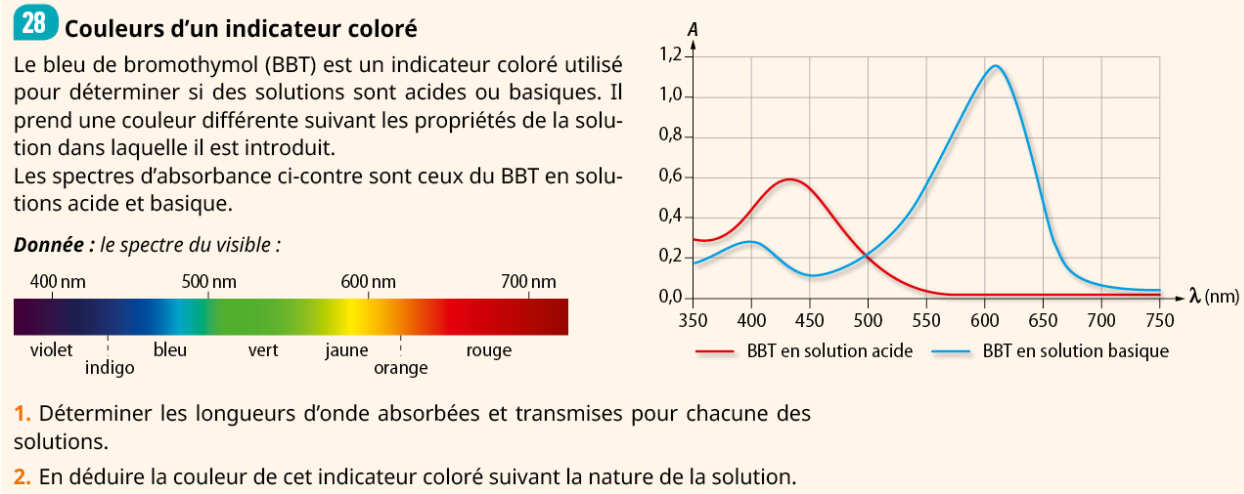 28 Couleurs d’un indicateur coloré
Le bleu de bromothymol (BBT) est un indicateur coloré utilisé
pour déterminer si des solutions sont acides ou basiques. Il
prend une couleur différente suivant les propriétés de la solu-
tion dans laquelle il est introduit.
Les spectres d’absorbance ci-contre sont ceux du BBT en solu-
tions acide et basique.
Donnée : le spectre du visible :
400 nm 500 nm 600 nm 700 nm
violet bleu vert jaune rouge
indigo orange
A
1,2
1,0
0,8
0,6
0,4
0,2
0,0
λ (nm)
350 400 450 500 550 600 650 700 750
BBT en solution acide BBT en solution basique
1. Déterminer les longueurs d’onde absorbées et transmises pour chacune des
solutions.
2. En déduire la couleur de cet indicateur coloré suivant la nature de la solution.